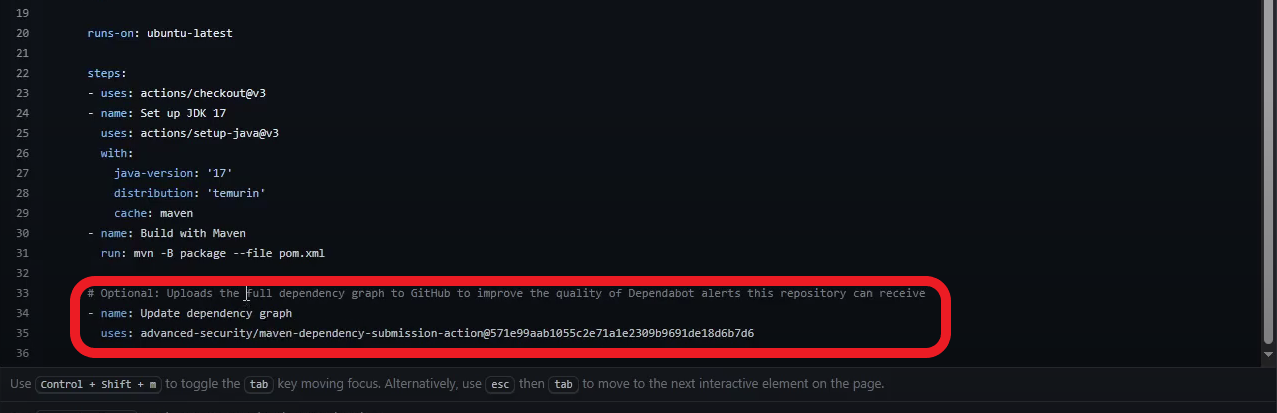 19
20 runs-on: ubuntu-latest
21
22 steps:
23 - uses: actions/checkout@v3
24 - name: Set up JDK 17
25 uses: actions/setup-java@v3
26 with:
27 java-version: '17'
28 distribution: 'temurin'
29 cache: maven
30 - name: Build with Maven
31 run: mvn -B package --file pom.xml
32
33 # Optional: Uploads the full dependency graph to GitHub to improve the quality of Dependabot alerts this repository can receive
34 - name: Update dependency graph
35 uses: advanced-security/maven-dependency-submission-action@571e99aab1055c2e71a1e2309b9691de18d6b7d6
36
Use Control + Shift + m to toggle the tab key moving focus. Alternatively, use esc then tab to move to the next interactive element on the page.